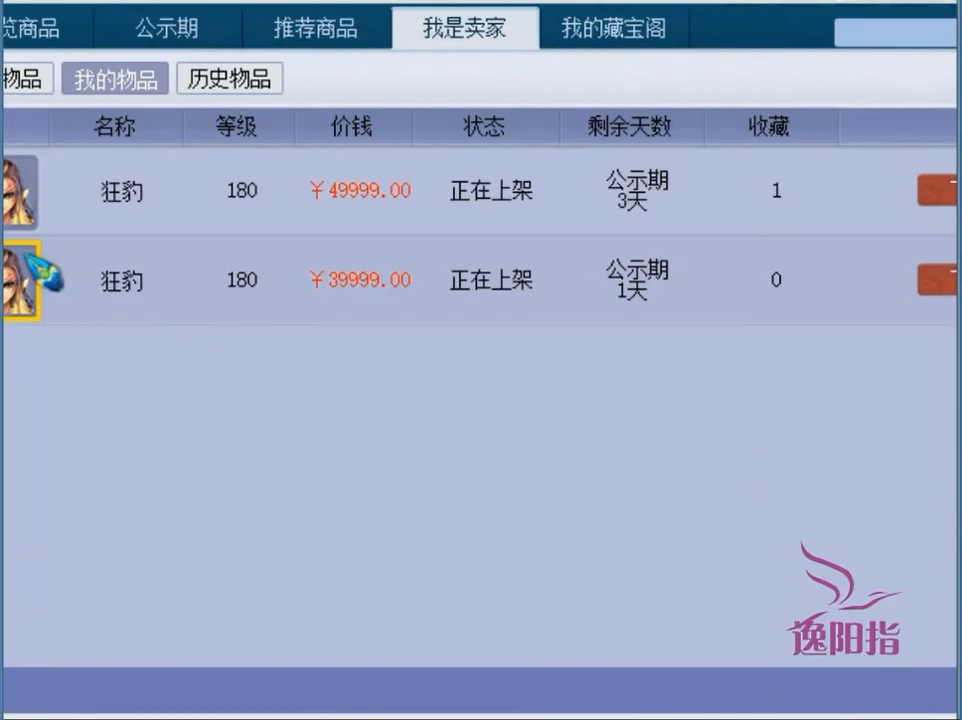 览商品 公示期 推荐商品 我是卖家 我的藏宝阁
物品 我的物品 历史物品
名称 等级 价钱 状态 剩余天数 收藏
狂豹 180 ￥49999.00 正在上架 公示期 1
3天
狂豹 180 ￥39999.00 正在上架 公示期 0
1天
逸阳指